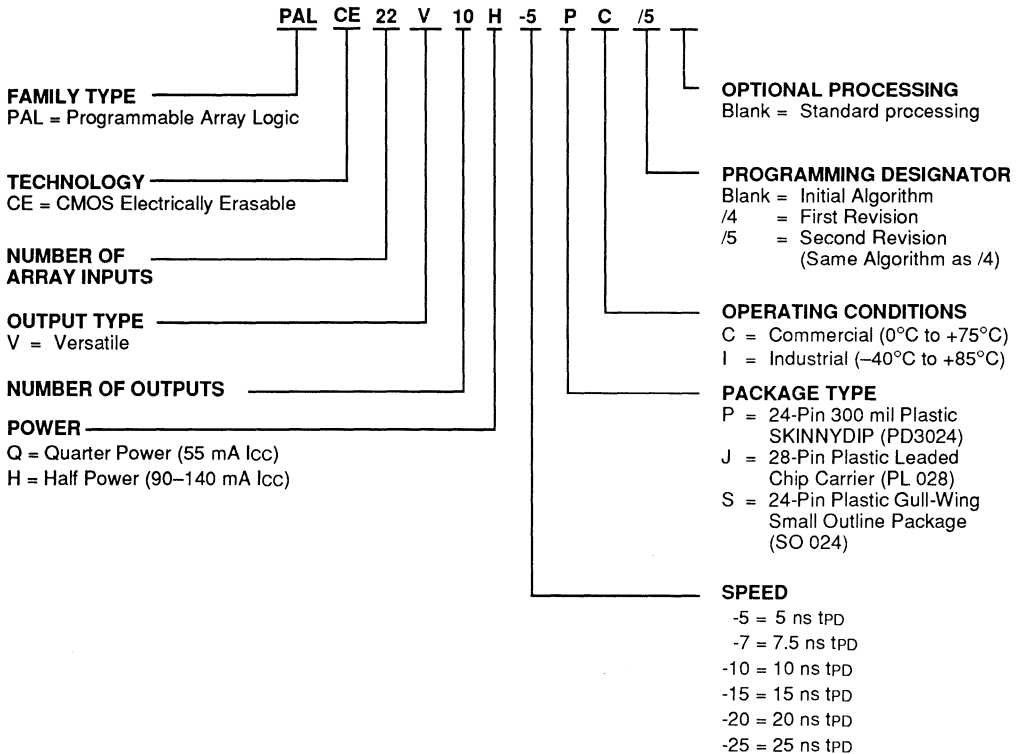 PAL CE 22 V 10 H -5 P C /5
FAMILY TYPE
PAL = Programmable Array Logic
TECHNOLOGY
CE = CMOS Electrically Erasable
NUMBER OF
ARRAY INPUTS
OUTPUT TYPE
V = Versatile
NUMBER OF OUTPUTS
POWER
Q = Quarter Power (55 mA ICC)
H = Half Power (90–140 mA ICC)
OPTIONAL PROCESSING
Blank = Standard processing
PROGRAMMING DESIGNATOR
Blank = Initial Algorithm
/4 = First Revision
/5 = Second Revision
(Same Algorithm as /4)
OPERATING CONDITIONS
C = Commercial (0°C to +75°C)
I = Industrial (–40°C to +85°C)
PACKAGE TYPE
P = 24-Pin 300 mil Plastic
SKINNYDIP (PD3024)
J = 28-Pin Plastic Leaded
Chip Carrier (PL 028)
S = 24-Pin Plastic Gull-Wing
Small Outline Package
(SO 024)
SPEED
-5 = 5 ns tPD
-7 = 7.5 ns tPD
-10 = 10 ns tPD
-15 = 15 ns tPD
-20 = 20 ns tPD
-25 = 25 ns tPD